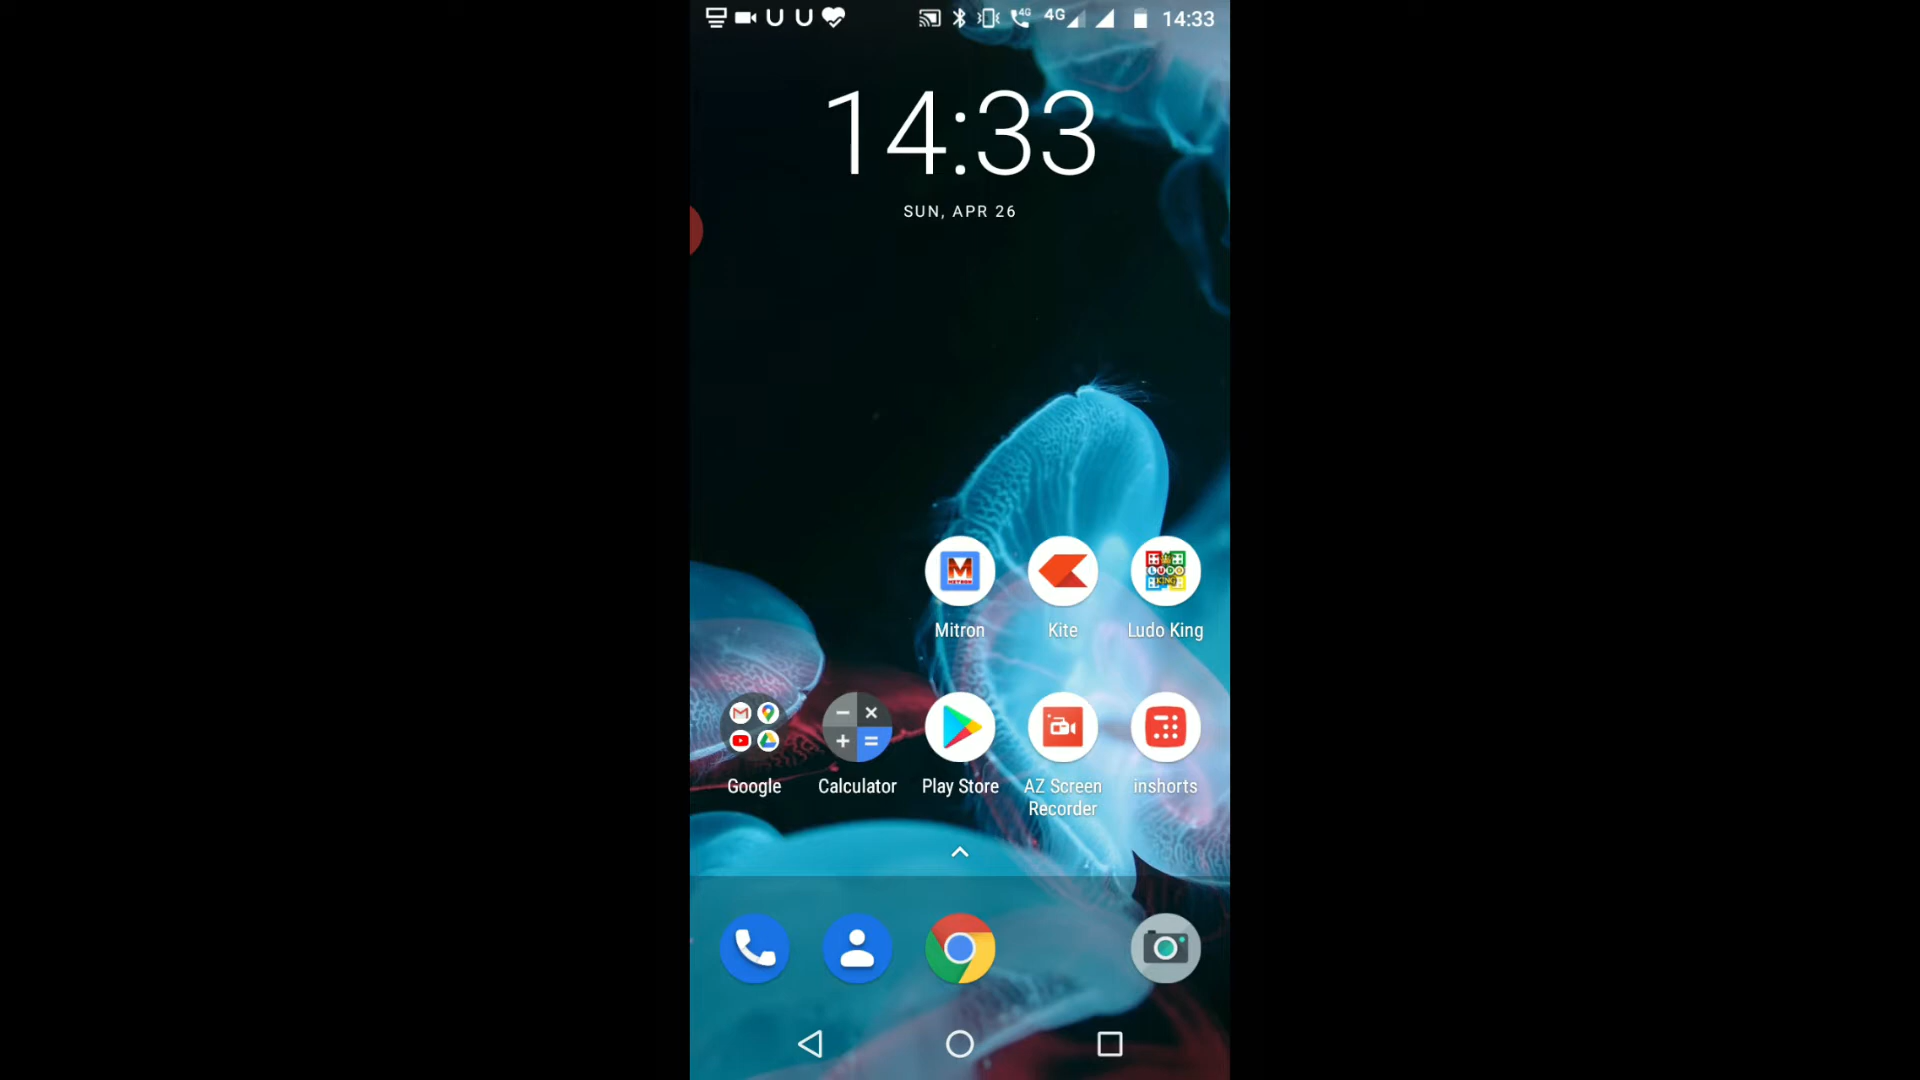 4G 4G 14:33
14:33
SUN, APR 26
Mitron Kite Ludo King
Google Calculator Play Store AZ Screen Recorder inshorts